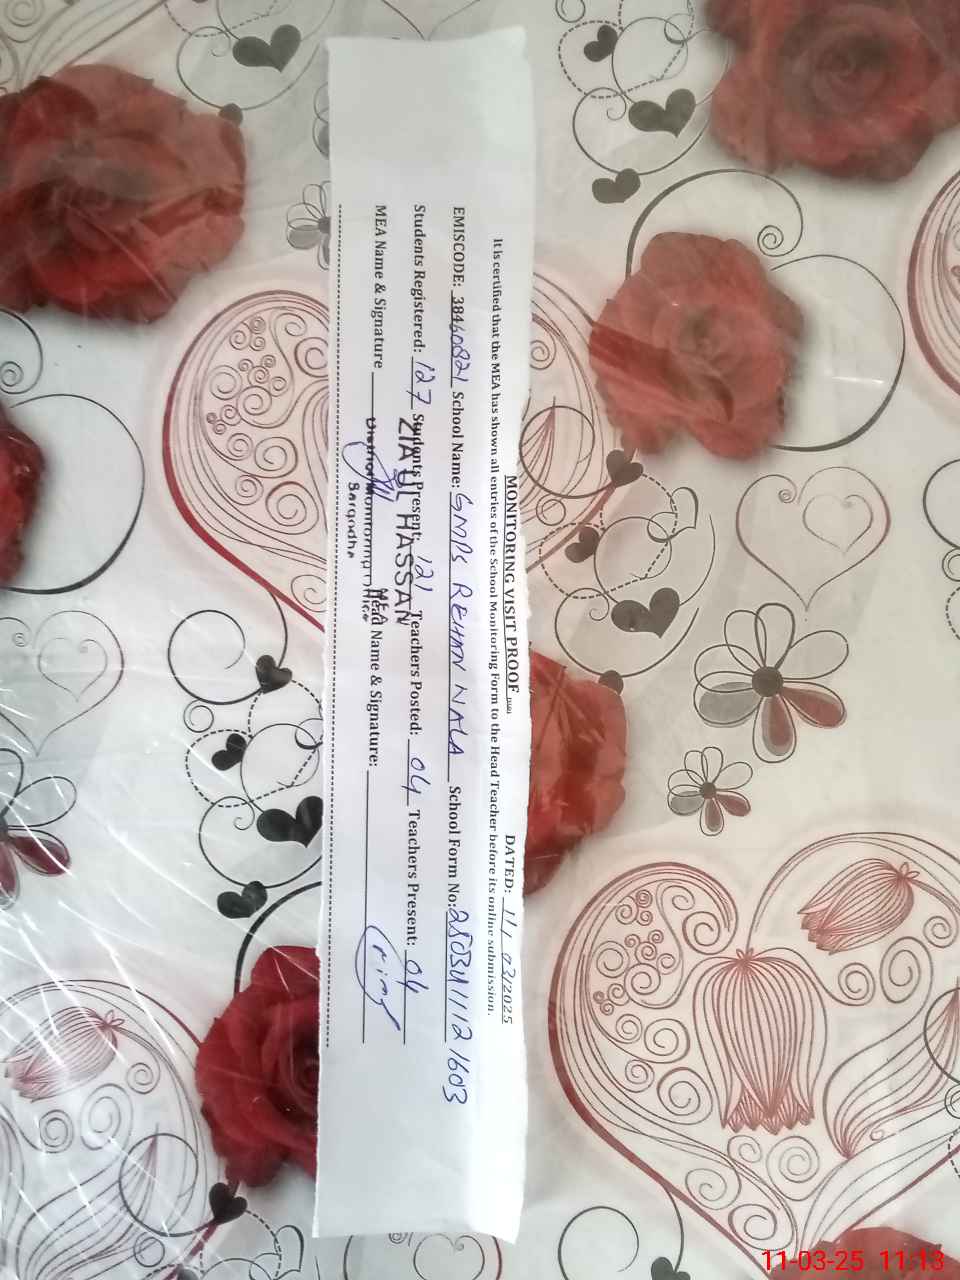 MONITORING VISIT PROOF
DATED: 11/03/2025
It is certified that the MEA has shown all entries of the School Monitoring Form to the Head Teacher before its online submission.
EMISCODE: 38460821 School Name: GMPS REHAN WALA School Form No: 2503411121603
Students Registered: 127 Students Present: 121 Teachers Posted: 04 Teachers Present: 04
ZIA UL HASSAN
MEA Name & Signature Head Name & Signature:
MEA
Sargodha
11-03-25 11:13